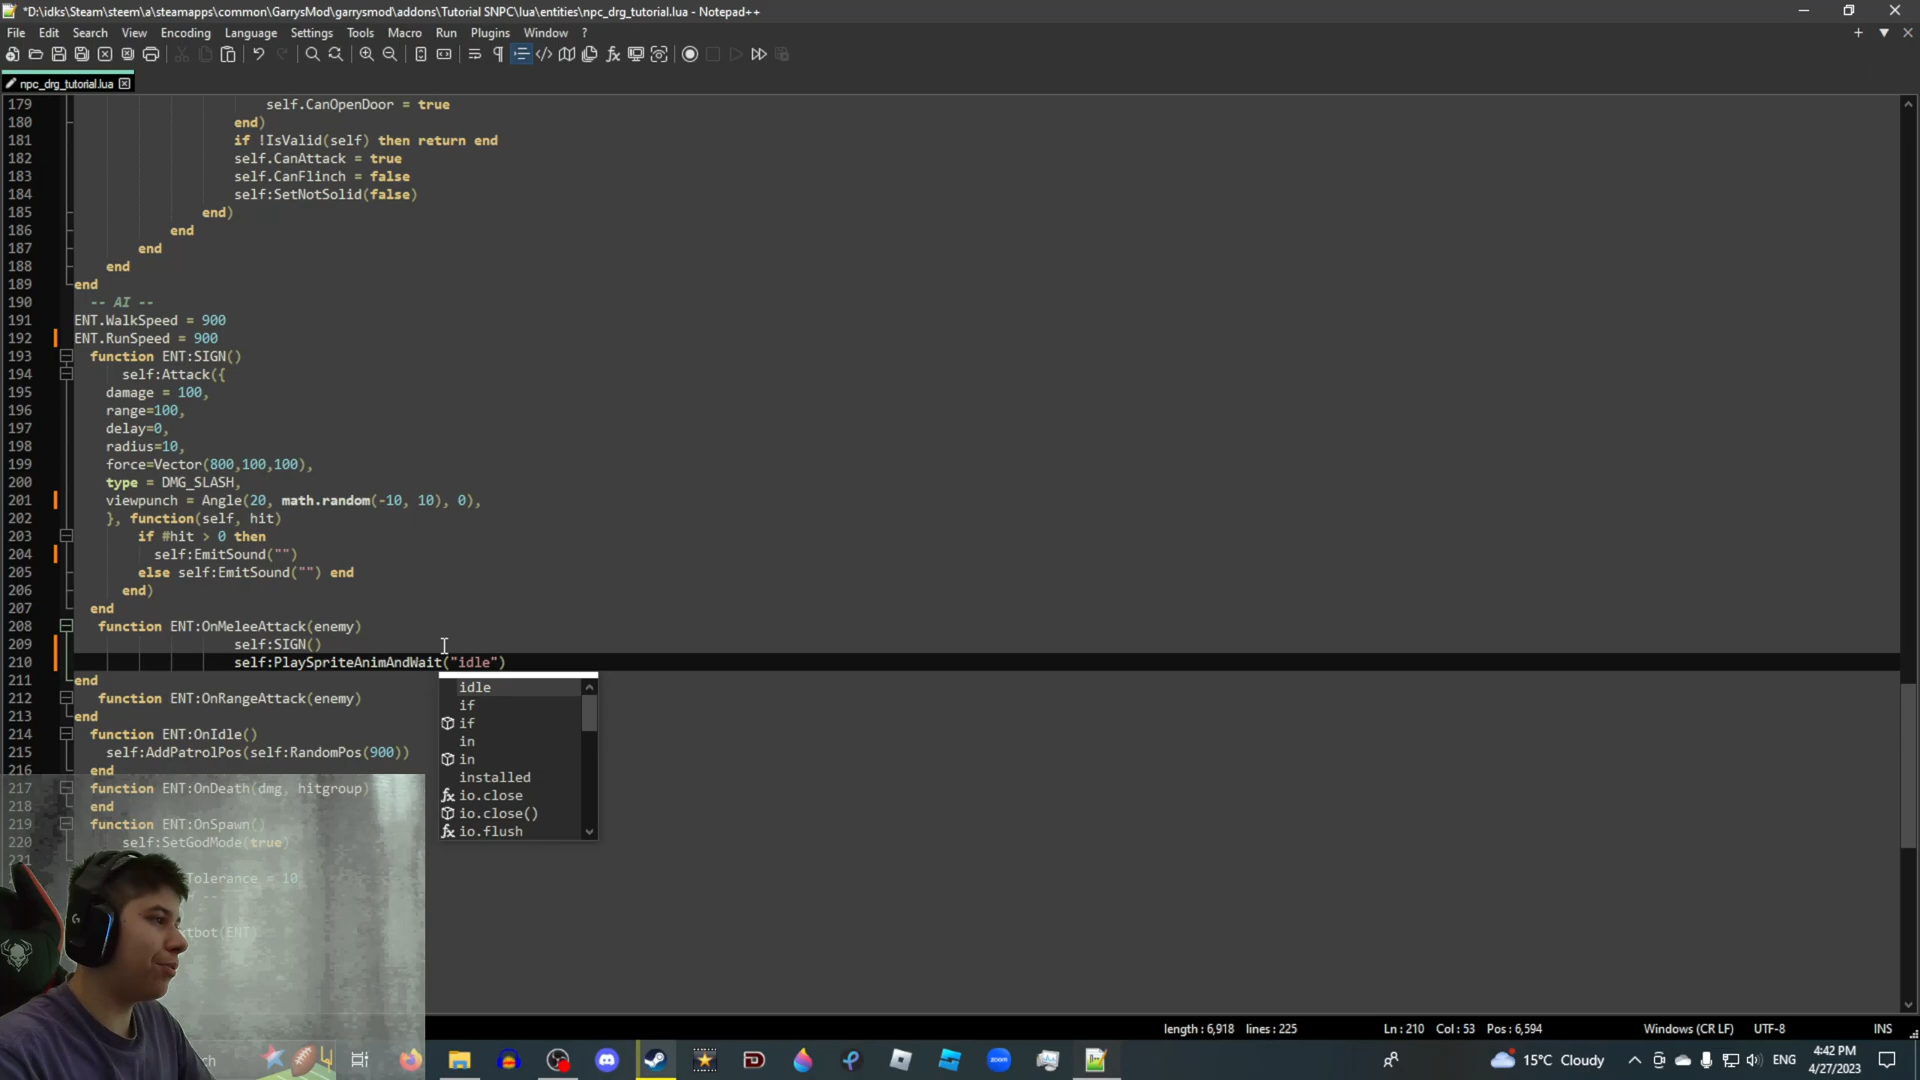 *D:\idks\Steam\steem\a\steamapps\common\GarrysMod\garrysmod\addons\Tutorial SNPC\lua\entities\npc_drg_tutorial.lua - Notepad++
File Edit Search View Encoding Language Settings Tools Macro Run Plugins Window ?
npc_drg_tutorial.lua
179 self.CanOpenDoor = true
180 end)
181 if !IsValid(self) then return end
182 self.CanAttack = true
183 self.CanFlinch = false
184 self:SetNotSolid(false)
185 end)
186 end
187 end
188 end
189 end
190 -- AI --
191 ENT.WalkSpeed = 900
192 ENT.RunSpeed = 900
193 function ENT:SIGN()
194 self:Attack({
195 damage = 100,
196 range=100,
197 delay=0,
198 radius=10,
199 force=Vector(800,100,100),
200 type = DMG_SLASH,
201 viewpunch = Angle(20, math.random(-10, 10), 0),
202 }, function(self, hit)
203 if #hit > 0 then
204 self:EmitSound("")
205 else self:EmitSound("") end
206 end)
207 end
208 function ENT:OnMeleeAttack(enemy)
209 self:SIGN()
210 self:PlaySpriteAnimAndWait("idle")
211 end
212 function ENT:OnRangeAttack(enemy)
213 end
214 function ENT:OnIdle()
215 self:AddPatrolPos(self:RandomPos(900))
216 end
217 function ENT:OnDeath(dmg, hitgroup)
218 end
219 function ENT:OnSpawn()
220 self:SetGodMode(true)
221
Tolerance = 10
--
xtbot(ENT)
idle
if
if
in
in
installed
io.close
io.close()
io.flush
length : 6,918 lines : 225 Ln : 210 Col : 53 Pos : 6,594 Windows (CR LF) UTF-8 INS
15°C Cloudy ENG 4:42 PM
4/27/2023